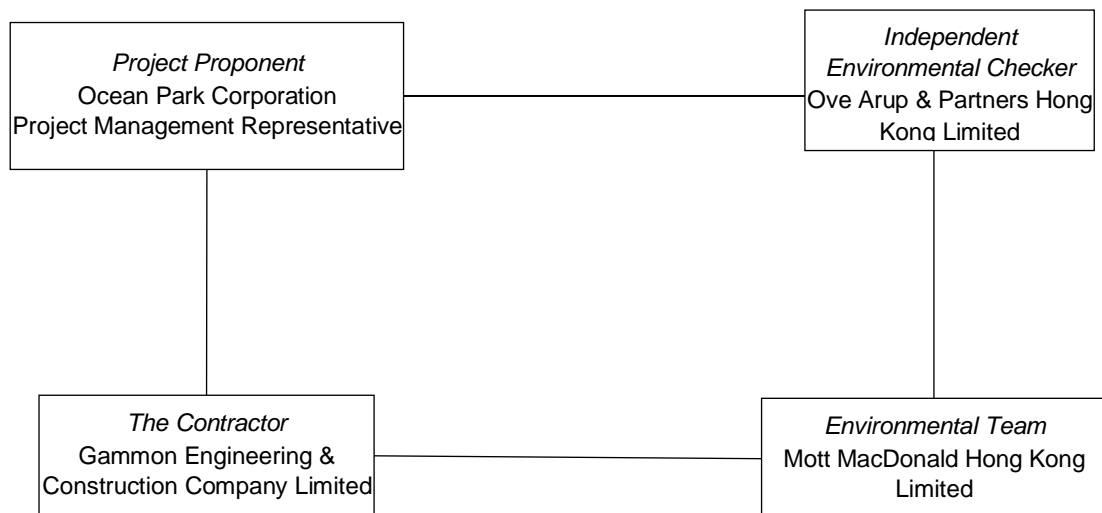 Project Proponent
Ocean Park Corporation
Project Management Representative
Independent
Environmental Checker
Ove Arup & Partners Hong
Kong Limited
The Contractor
Gammon Engineering &
Construction Company Limited
Environmental Team
Mott MacDonald Hong Kong
Limited